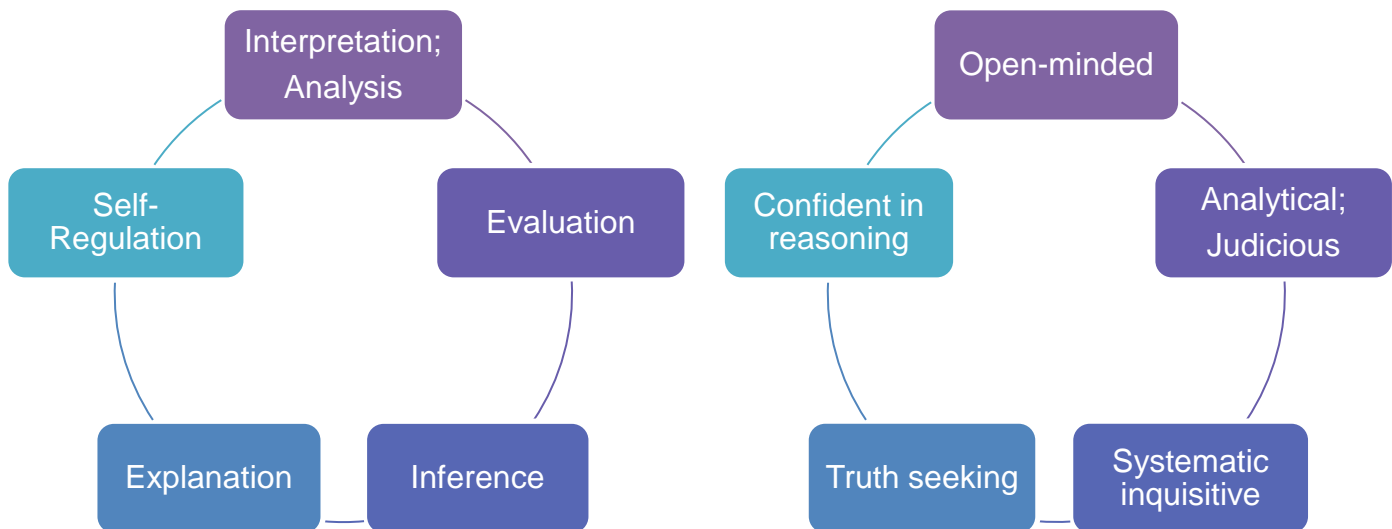 Interpretation;
Analysis
Evaluation
Inference
Explanation
Self-
Regulation
Open-minded
Analytical;
Judicious
Systematic
inquisitive
Truth seeking
Confident in
reasoning